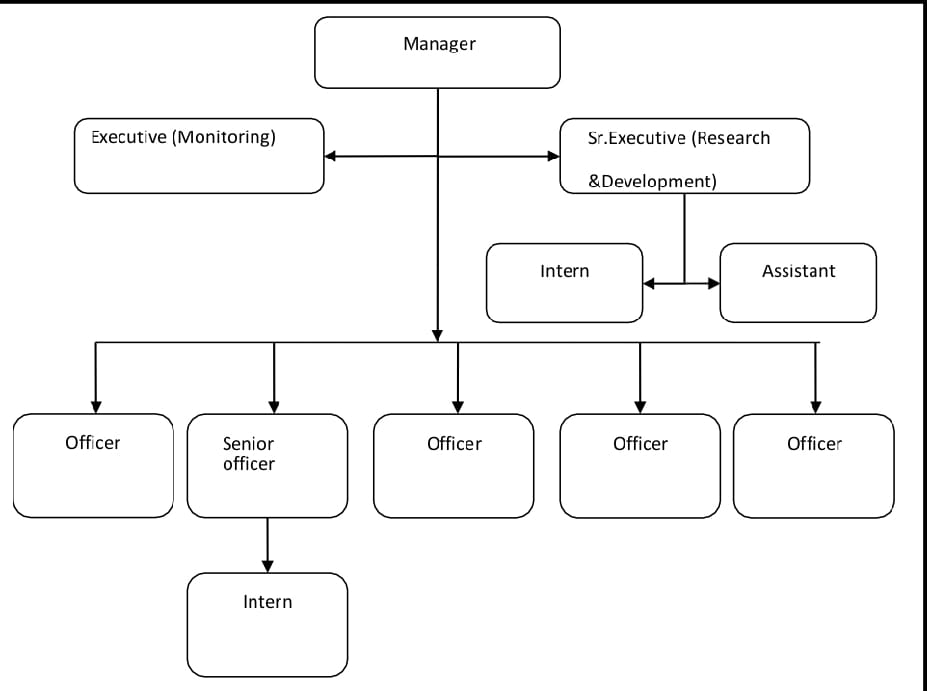 Manager
Executive (Monitoring)
Sr.Executive (Research
&Development)
Intern
Assistant
Officer
Senior
officer
Officer
Officer
Officer
Intern